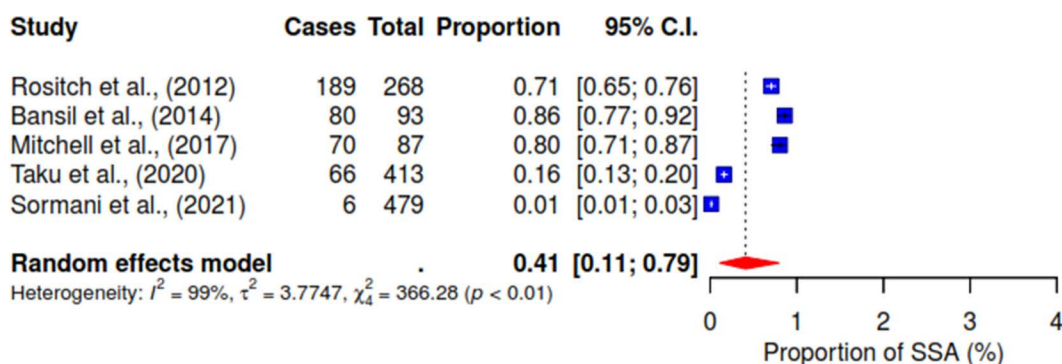 Study Cases Total Proportion 95% C.I.
Rositch et al., (2012) 189 268 0.71 [0.65; 0.76]
Bansil et al., (2014) 80 93 0.86 [0.77; 0.92]
Mitchell et al., (2017) 70 87 0.80 [0.71; 0.87]
Taku et al., (2020) 66 413 0.16 [0.13; 0.20]
Sormani et al., (2021) 6 479 0.01 [0.01; 0.03]
Random effects model . 0.41 [0.11; 0.79]
Heterogeneity: I² = 99%, τ² = 3.7747, χ²₄ = 366.28 (p < 0.01)
0 1 2 3 4
Proportion of SSA (%)